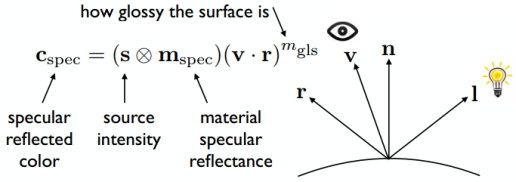 how glossy the surface is
c_spec = (s ⊗ m_spec)(v · r)^m_gls
v n
r l
specular source material
reflected intensity specular
color reflectance